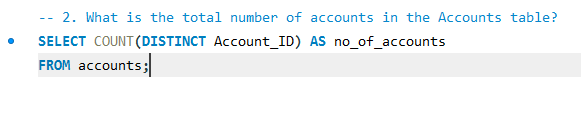 -- 2. What is the total number of accounts in the Accounts table?
SELECT COUNT(DISTINCT Account_ID) AS no_of_accounts
FROM accounts;